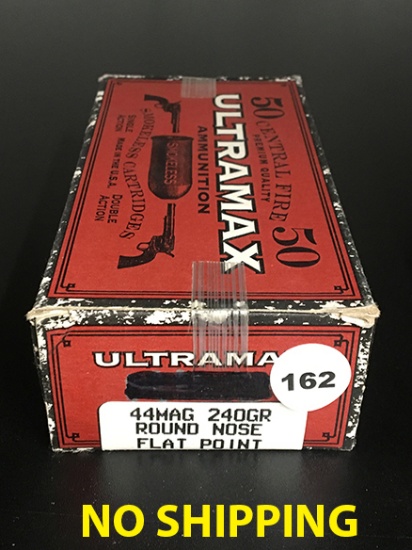 50 CENTRAL FIRE 50
PREMIUM QUALITY
ULTRAMAX
AMMUNITION
SMOKELESS
SMOKELESS CARTRIDGES
SINGLE ACTION
MADE IN THE U.S.A.
DOUBLE ACTION
ULTRAMA
162
44MAG 240GR
ROUND NOSE
FLAT POINT
NO SHIPPING